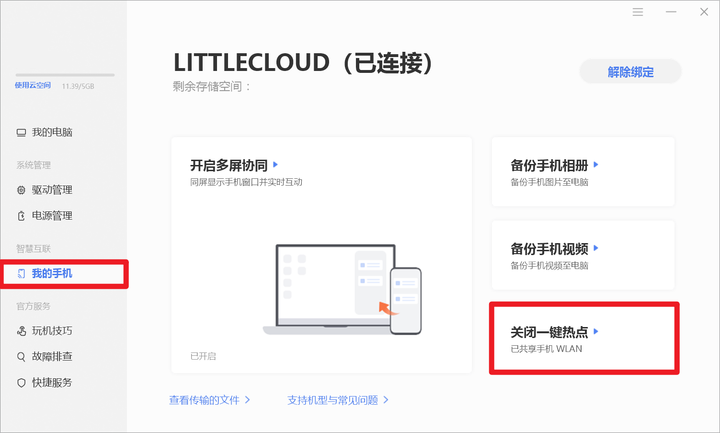 LITTLECLOUD（已连接）
剩余存储空间：
解除绑定
使用云空间 11.39/5GB
我的电脑
系统管理
驱动管理
电源管理
智慧互联
我的手机
官方服务
玩机技巧
故障排查
快捷服务
开启多屏协同
同屏显示手机窗口并实时互动
已开启
备份手机相册
备份手机图片至电脑
备份手机视频
备份手机视频至电脑
关闭一键热点
已共享手机 WLAN
查看传输的文件
支持机型与常见问题